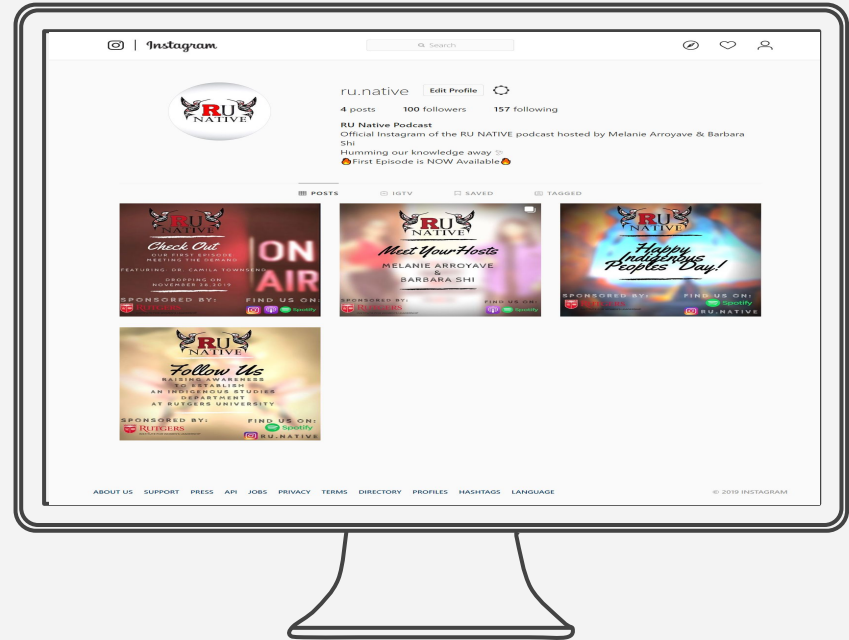 Instagram
Search
ru.native Edit Profile
4 posts 100 followers 157 following
RU Native Podcast
Official Instagram of the RU NATIVE podcast hosted by Melanie Arroyave & Barbara
Shi
Humming our knowledge away
🔥First Episode is NOW Available🔥
RU
NATIVE
POSTS IGTV SAVED TAGGED
RU
NATIVE
Check Out
OUR FIRST EPISODE
MEETING THE DEMAND
FEATURING: DR. CAMILA TOWNSEND
DROPPING ON
NOVEMBER 26,2019
ON
AIR
SPONSORED BY: FIND US ON:
RUTGERS Spotify
RU
NATIVE
Meet Your Hosts
MELANIE ARROYAVE
&
BARBARA SHI
SPONSORED BY: FIND US ON:
RUTGERS Spotify
RU
NATIVE
Happy
Indigenous
Peoples' Day!
SPONSORED BY: FIND US ON:
RUTGERS Spotify
RU.NATIVE
RU
NATIVE
Follow Us
RAISING AWARENESS
TO ESTABLISH
AN INDIGENOUS STUDIES
DEPARTMENT
AT RUTGERS UNIVERSITY
SPONSORED BY: FIND US ON:
RUTGERS Spotify
RU.NATIVE
ABOUT US SUPPORT PRESS API JOBS PRIVACY TERMS DIRECTORY PROFILES HASHTAGS LANGUAGE
© 2019 INSTAGRAM